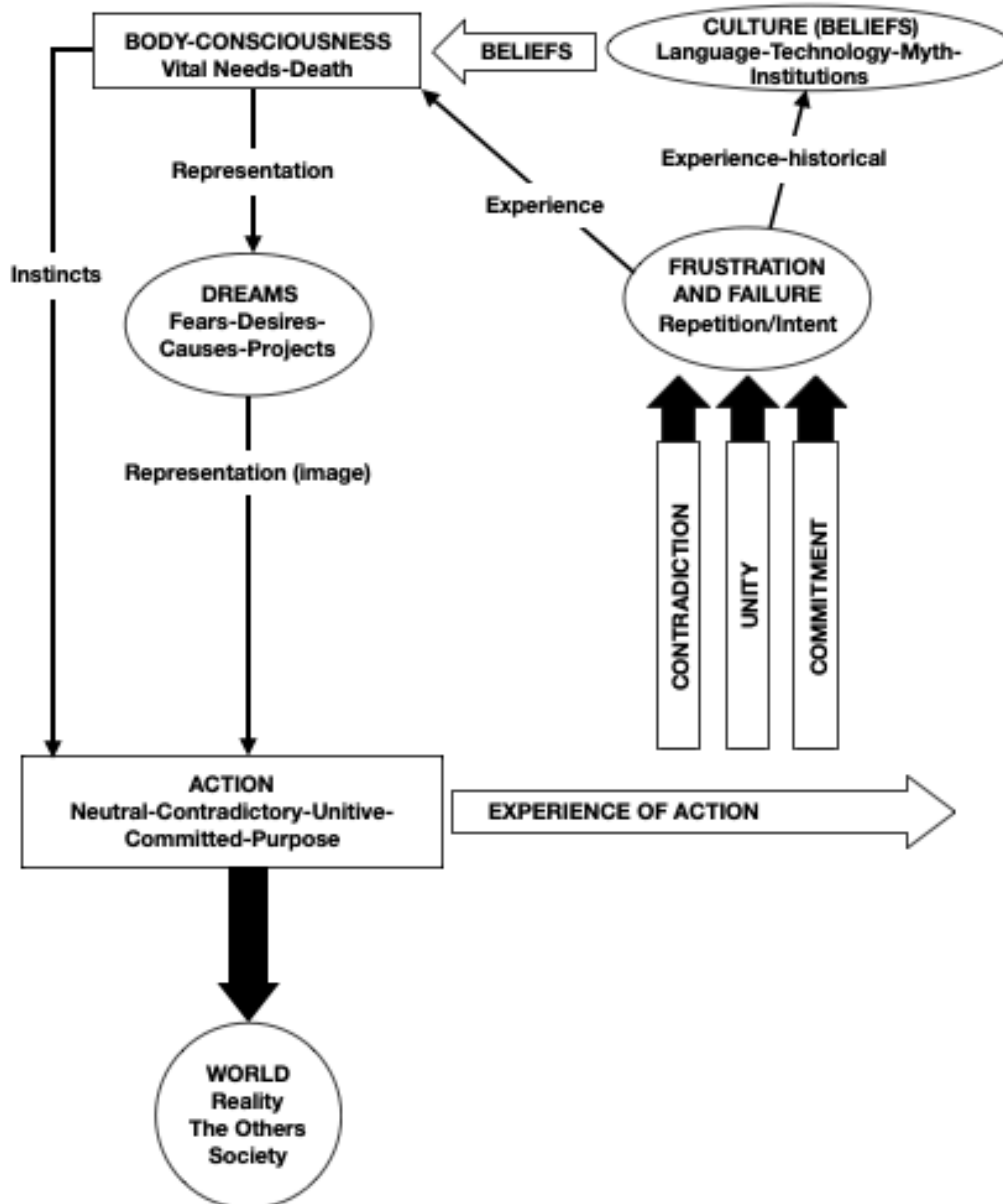 BODY-CONSCIOUSNESS
Vital Needs-Death
BELIEFS
CULTURE (BELIEFS)
Language-Technology-Myth-
Institutions
Representation
Experience-historical
Experience
Instincts
DREAMS
Fears-Desires-
Causes-Projects
FRUSTRATION
AND FAILURE
Repetition/Intent
Representation (image)
CONTRADICTION
UNITY
COMMITMENT
ACTION
Neutral-Contradictory-Unitive-
Committed-Purpose
EXPERIENCE OF ACTION
WORLD
Reality
The Others
Society